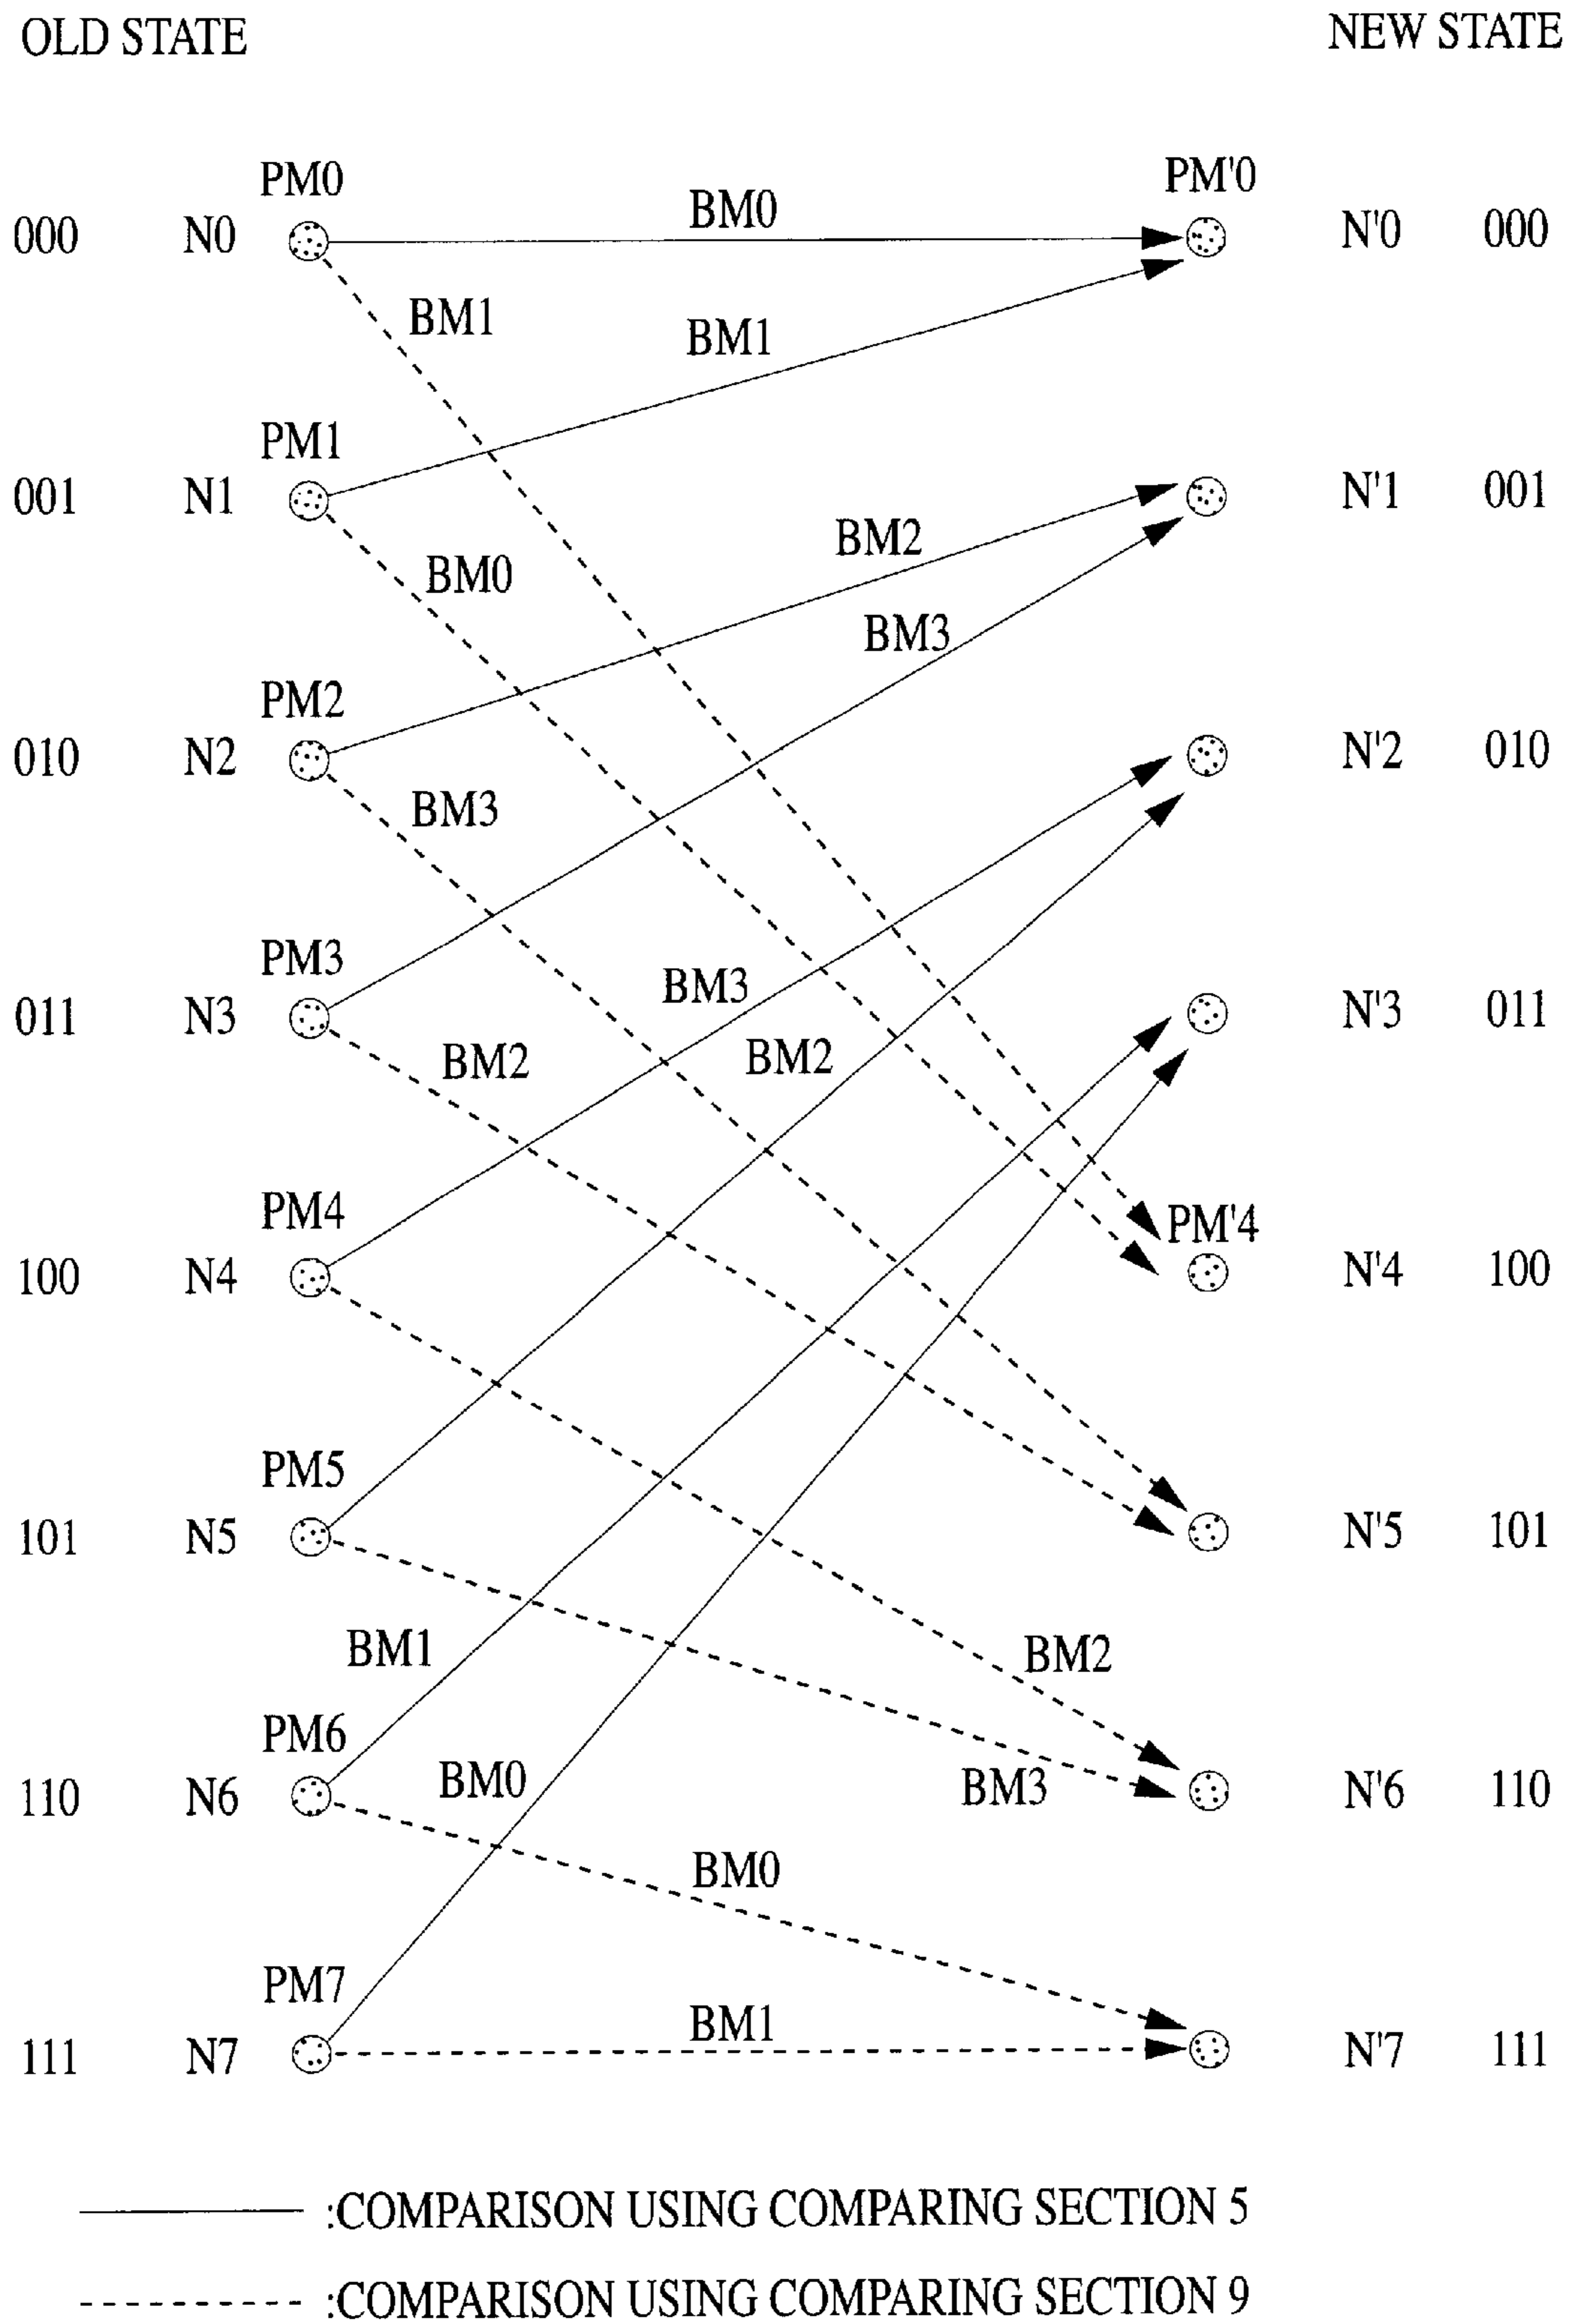 OLD STATE NEW STATE
PM0 PM'0
000 N0 BM0 N'0 000
BM1 BM1
PM1
001 N1 N'1 001
BM2
BM0
BM3
PM2
010 N2 N'2 010
BM3
PM3
BM3
011 N3 N'3 011
BM2 BM2
PM4 PM'4
100 N4 N'4 100
PM5
101 N5 N'5 101
BM1 BM2
PM6
BM0 BM3
110 N6 N'6 110
BM0
PM7
BM1
111 N7 N'7 111
:COMPARISON USING COMPARING SECTION 5
:COMPARISON USING COMPARING SECTION 9